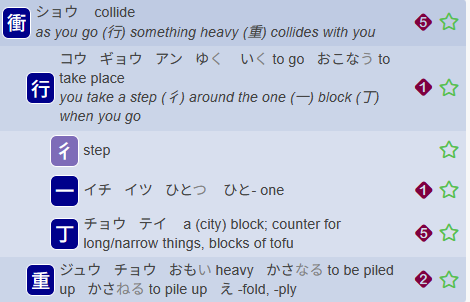 衝 ショウ collide 5
as you go (行) something heavy (重) collides with you
行 コウ ギョウ アン ゆく いく to go おこなう to 1
take place
you take a step (彳) around the one (一) block (丁)
when you go
彳 step
一 イチ イツ ひとつ ひと- one 1
丁 チョウ テイ a (city) block; counter for 5
long/narrow things, blocks of tofu
重 ジュウ チョウ おもい heavy かさなる to be piled 2
up かさねる to pile up え -fold, -ply